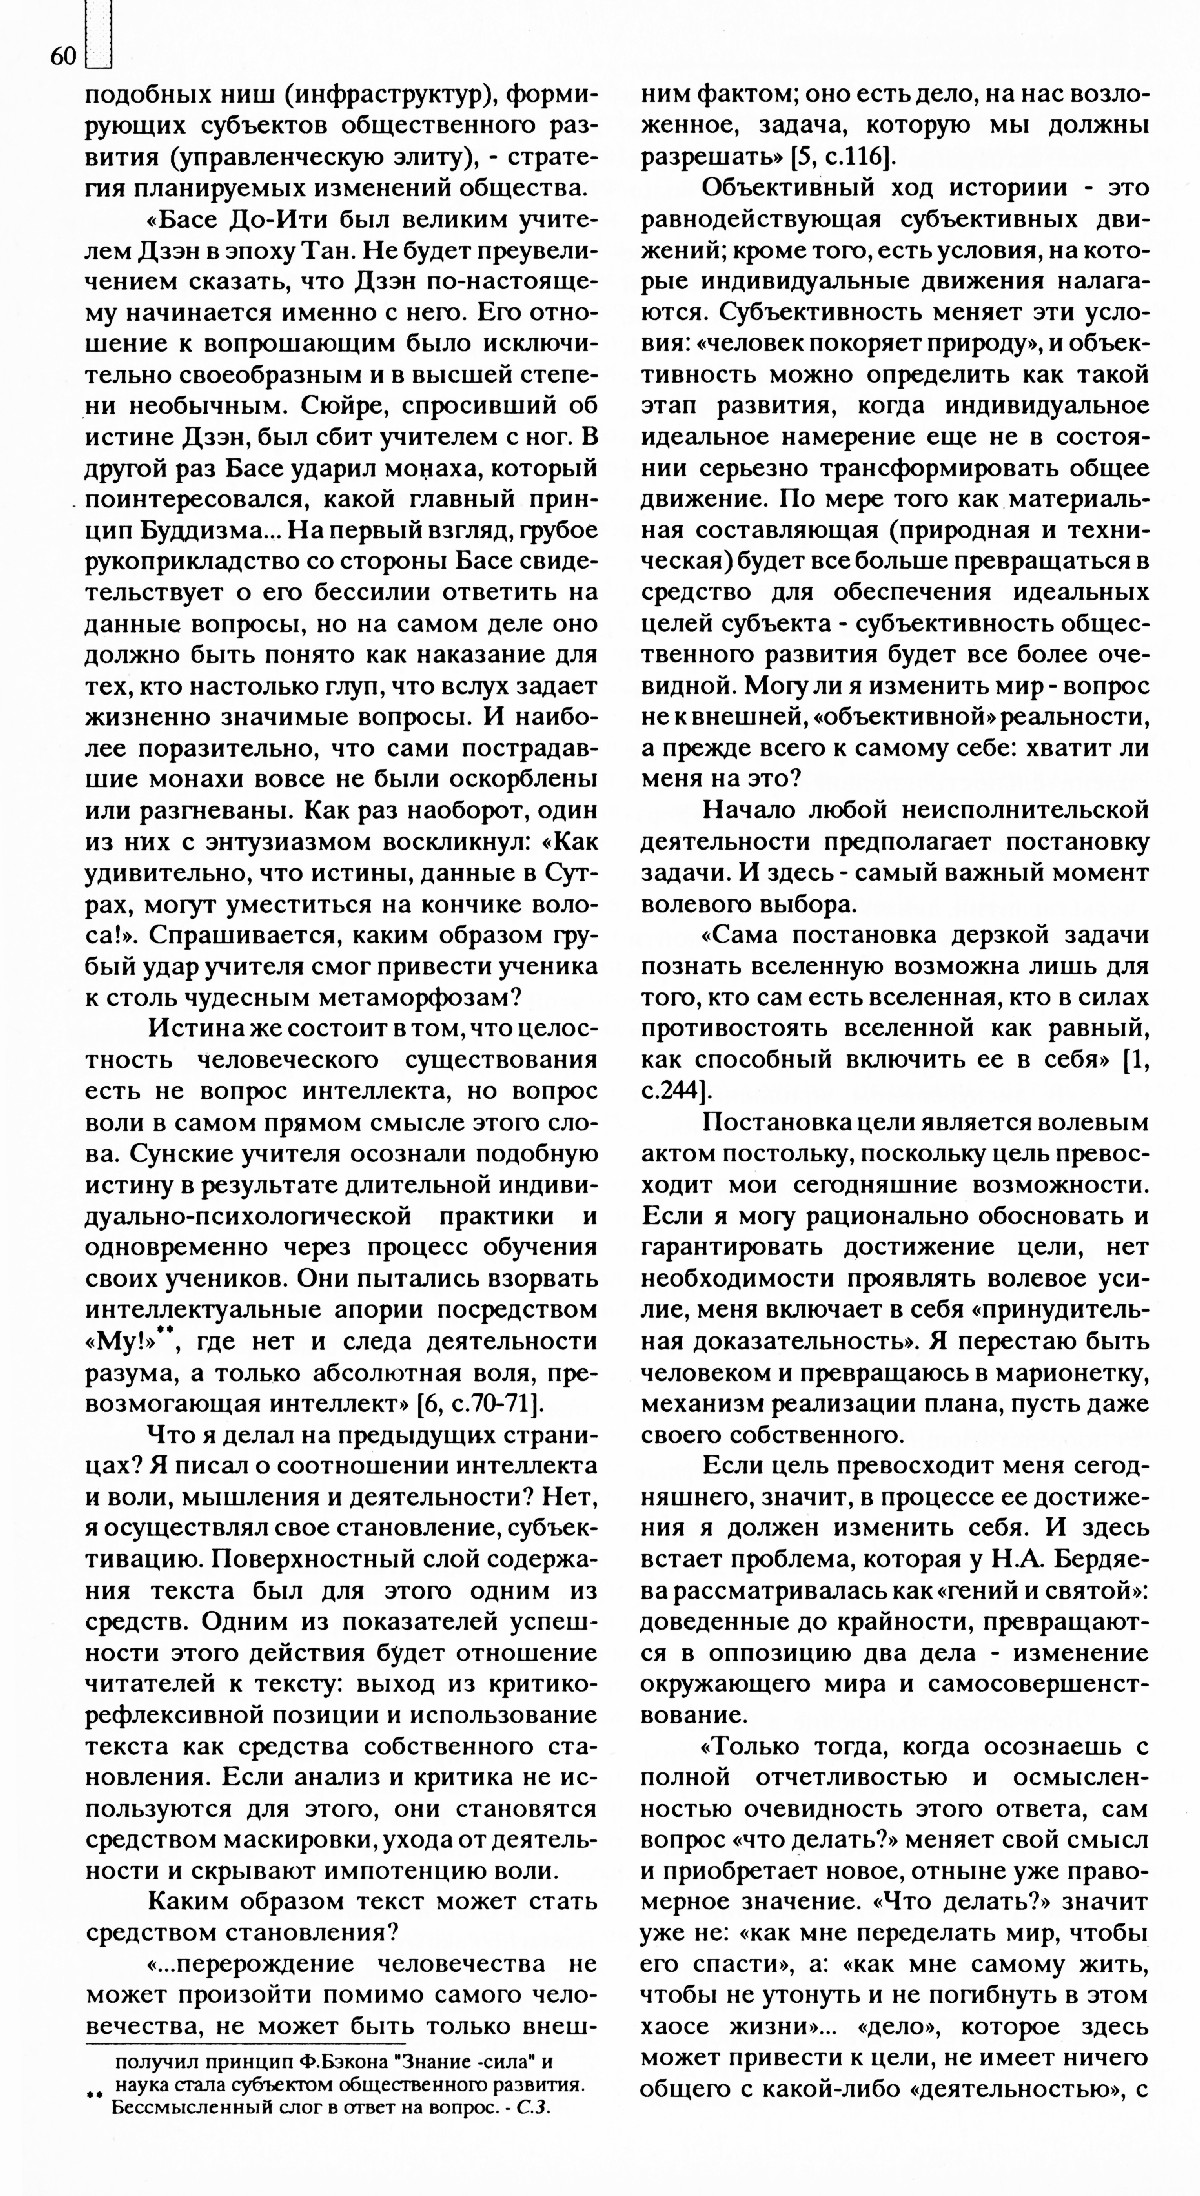 60
подобных ниш (инфраструктур), форми-
рующих субъектов общественного раз-
вития (управленческую элиту), - страте-
гия планируемых изменений общества.
«Басе До-Ити был великим учите-
лем Дзэн в эпоху Тан. Не будет преувели-
чением сказать, что Дзэн по-настояще-
му начинается именно с него. Его отно-
шение к вопрошающим было исключи-
тельно своеобразным и в высшей степе-
ни необычным. Сюйре, спросивший об
истине Дзэн, был сбит учителем с ног. В
другой раз Басе ударил монаха, который
поинтересовался, какой главный прин-
цип Буддизма... На первый взгляд, грубое
рукоприкладство со стороны Басе свиде-
тельствует о его бессилии ответить на
данные вопросы, но на самом деле оно
должно быть понято как наказание для
тех, кто настолько глуп, что вслух задает
жизненно значимые вопросы. И наибо-
лее поразительно, что сами пострадав-
шие монахи вовсе не были оскорблены
или разгневаны. Как раз наоборот, один
из них с энтузиазмом воскликнул: «Как
удивительно, что истины, данные в Сут-
рах, могут уместиться на кончике воло-
са!». Спрашивается, каким образом гру-
бый удар учителя смог привести ученика
к столь чудесным метаморфозам?
Истина же состоит в том, что целос-
тность человеческого существования
есть не вопрос интеллекта, но вопрос
воли в самом прямом смысле этого сло-
ва. Сунские учителя осознали подобную
истину в результате длительной индиви-
дуально-психологической практики и
одновременно через процесс обучения
своих учеников. Они пытались взорвать
интеллектуальные апории посредством
«Му!»**, где нет и следа деятельности
разума, а только абсолютная воля, пре-
возмогающая интеллект» [6, с.70-71].
Что я делал на предыдущих страни-
цах? Я писал о соотношении интеллекта
и воли, мышления и деятельности? Нет,
я осуществлял свое становление, субъек-
тивацию. Поверхностный слой содержа-
ния текста был для этого одним из
средств. Одним из показателей успеш-
ности этого действия будет отношение
читателей к тексту: выход из критико-
рефлексивной позиции и использование
текста как средства собственного ста-
новления. Если анализ и критика не ис-
пользуются для этого, они становятся
средством маскировки, ухода от деятель-
ности и скрывают импотенцию воли.
Каким образом текст может стать
средством становления?
«...перерождение человечества не
может произойти помимо самого чело-
вечества, не может быть только внеш-
получил принцип Ф.Бэкона "Знание -сила" и
наука стала субъектом общественного развития.
** Бессмысленный слог в ответ на вопрос. - С.З.
ним фактом; оно есть дело, на нас возло-
женное, задача, которую мы должны
разрешать» [5, с.116].
Объективный ход историии - это
равнодействующая субъективных дви-
жений; кроме того, есть условия, на кото-
рые индивидуальные движения налага-
ются. Субъективность меняет эти усло-
вия: «человек покоряет природу», и объек-
тивность можно определить как такой
этап развития, когда индивидуальное
идеальное намерение еще не в состоя-
нии серьезно трансформировать общее
движение. По мере того как материаль-
ная составляющая (природная и техни-
ческая) будет все больше превращаться в
средство для обеспечения идеальных
целей субъекта - субъективность общес-
твенного развития будет все более оче-
видной. Могу ли я изменить мир - вопрос
не к внешней, «объективной» реальности,
а прежде всего к самому себе: хватит ли
меня на это?
Начало любой неисполнительской
деятельности предполагает постановку
задачи. И здесь - самый важный момент
волевого выбора.
«Сама постановка дерзкой задачи
познать вселенную возможна лишь для
того, кто сам есть вселенная, кто в силах
противостоять вселенной как равный,
как способный включить ее в себя» [1,
с.244].
Постановка цели является волевым
актом постольку, поскольку цель превос-
ходит мои сегодняшние возможности.
Если я могу рационально обосновать и
гарантировать достижение цели, нет
необходимости проявлять волевое уси-
лие, меня включает в себя «принудитель-
ная доказательность». Я перестаю быть
человеком и превращаюсь в марионетку,
механизм реализации плана, пусть даже
своего собственного.
Если цель превосходит меня сегод-
няшнего, значит, в процессе ее достиже-
ния я должен изменить себя. И здесь
встает проблема, которая у Н.А. Бердяе-
ва рассматривалась как «гений и святой»:
доведенные до крайности, превращают-
ся в оппозицию два дела - изменение
окружающего мира и самосовершенст-
вование.
«Только тогда, когда осознаешь с
полной отчетливостью и осмыслен-
ностью очевидность этого ответа, сам
вопрос «что делать?» меняет свой смысл
и приобретает новое, отныне уже право-
мерное значение. «Что делать?» значит
уже не: «как мне переделать мир, чтобы
его спасти», а: «как мне самому жить,
чтобы не утонуть и не погибнуть в этом
хаосе жизни»... «дело», которое здесь
может привести к цели, не имеет ничего
общего с какой-либо «деятельностью», с